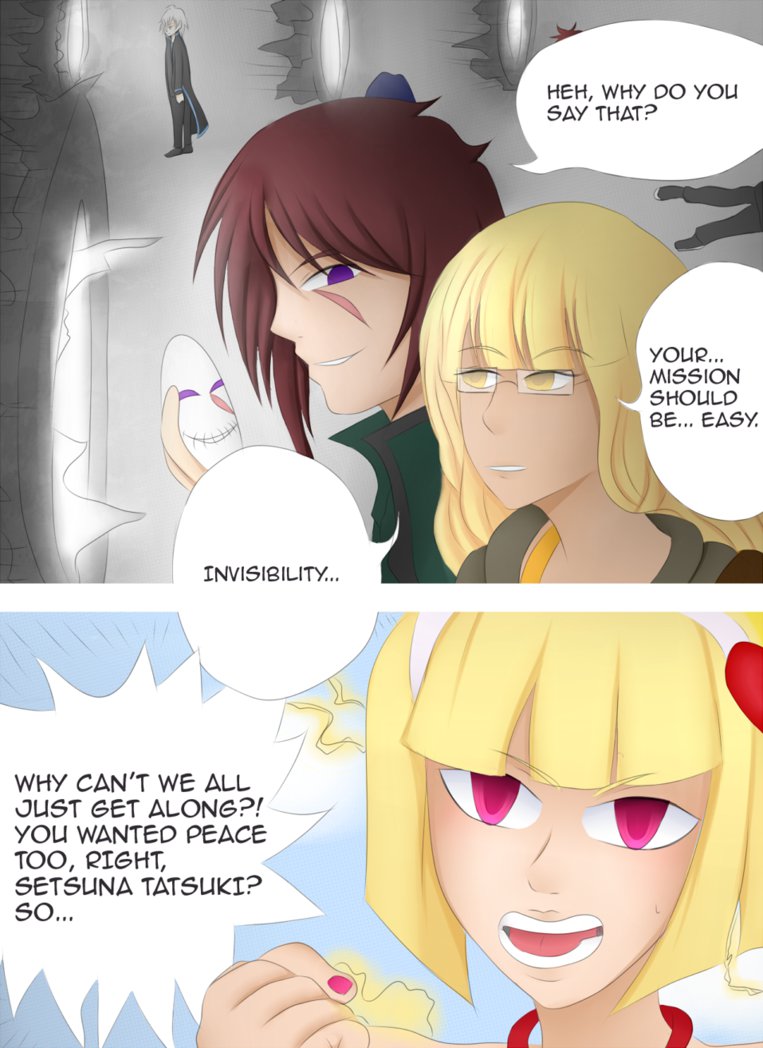 HEH, WHY DO YOU
SAY THAT?
YOUR...
MISSION
SHOULD
BE... EASY.
INVISIBILITY...
WHY CAN'T WE ALL
JUST GET ALONG?!
YOU WANTED PEACE
TOO, RIGHT,
SETSUNA TATSUKI?
SO...